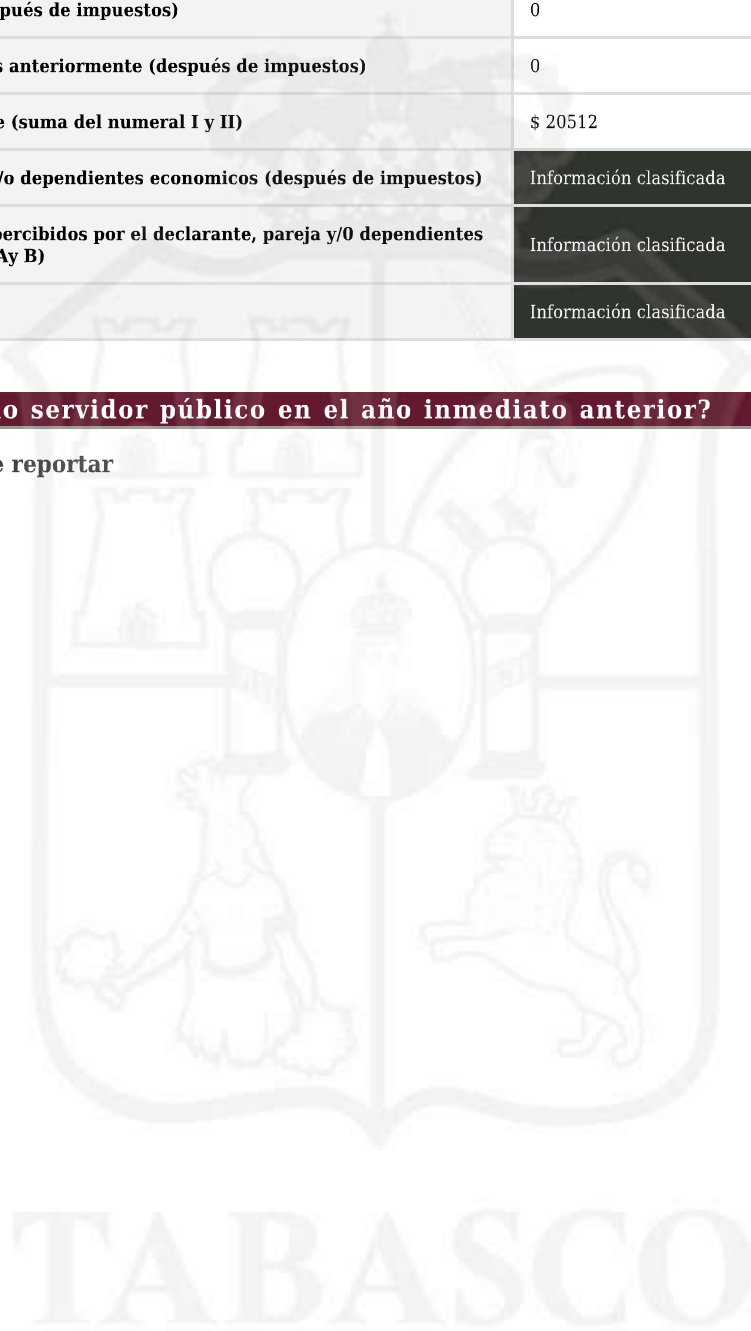 pués de impuestos)
0
s anteriormente (después de impuestos)
0
e (suma del numeral I y II)
$ 20512
/o dependientes economicos (después de impuestos)
Información clasificada
percibidos por el declarante, pareja y/0 dependientes
Ay B)
Información clasificada
Información clasificada
o servidor público en el año inmediato anterior?
e reportar
TABASCO